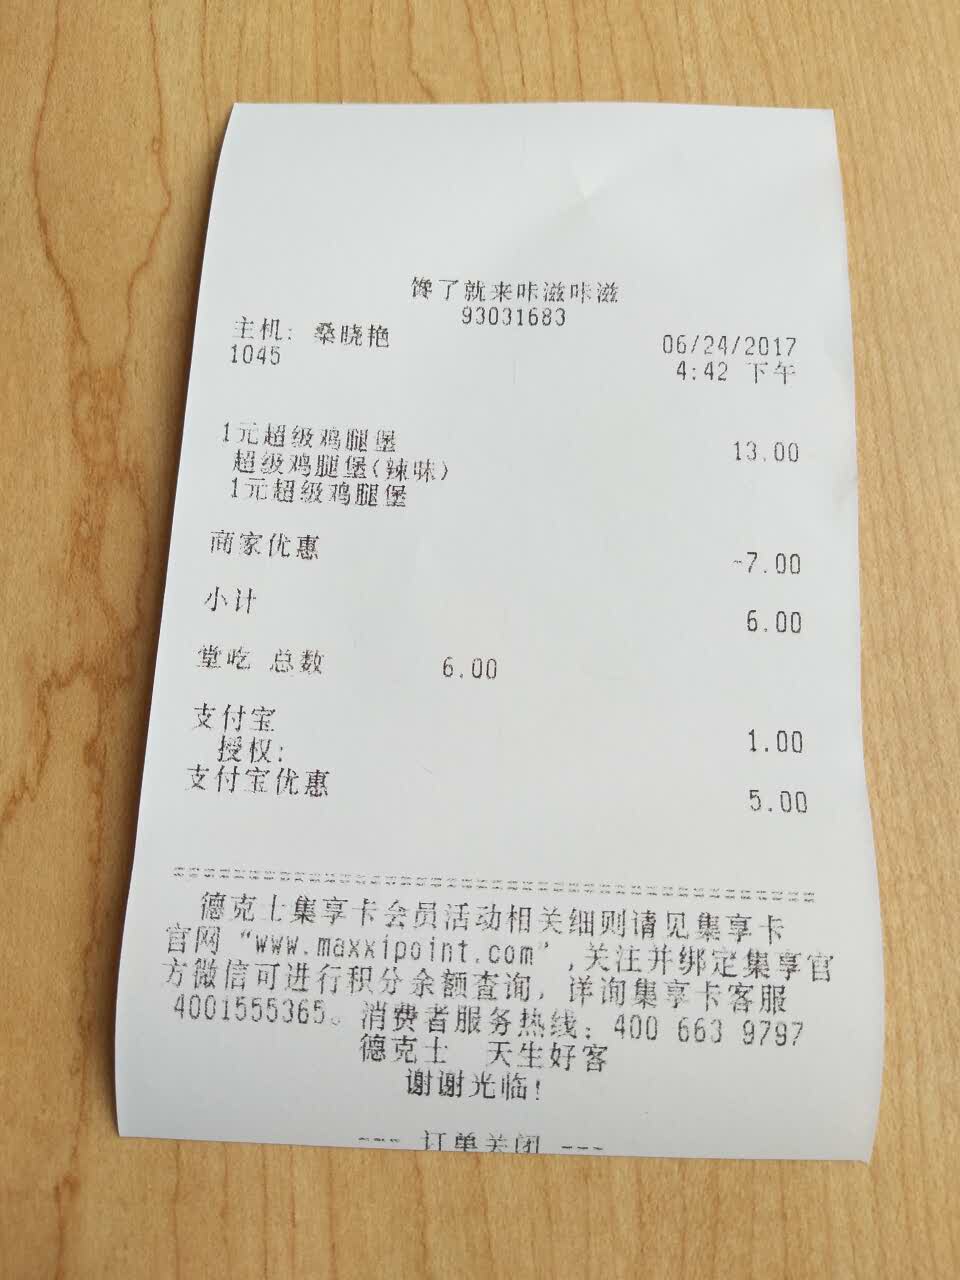 馋了就来咔滋咔滋
93031683
主机: 桑晓艳
1045
06/24/2017
4:42 下午
1元超级鸡腿堡 13.00
超级鸡腿堡(辣味)
1元超级鸡腿堡
商家优惠 -7.00
小计 6.00
堂吃 总数 6.00
支付宝 1.00
授权:
支付宝优惠 5.00
德克士集享卡会员活动相关细则请见集享卡
官网“www.maxxipoint.com”,关注并绑定集享官
方微信可进行积分余额查询, 详询集享卡客服
4001555365。消费者服务热线: 400 663 9797
德克士 天生好客
谢谢光临!
--- 订单关闭 ---